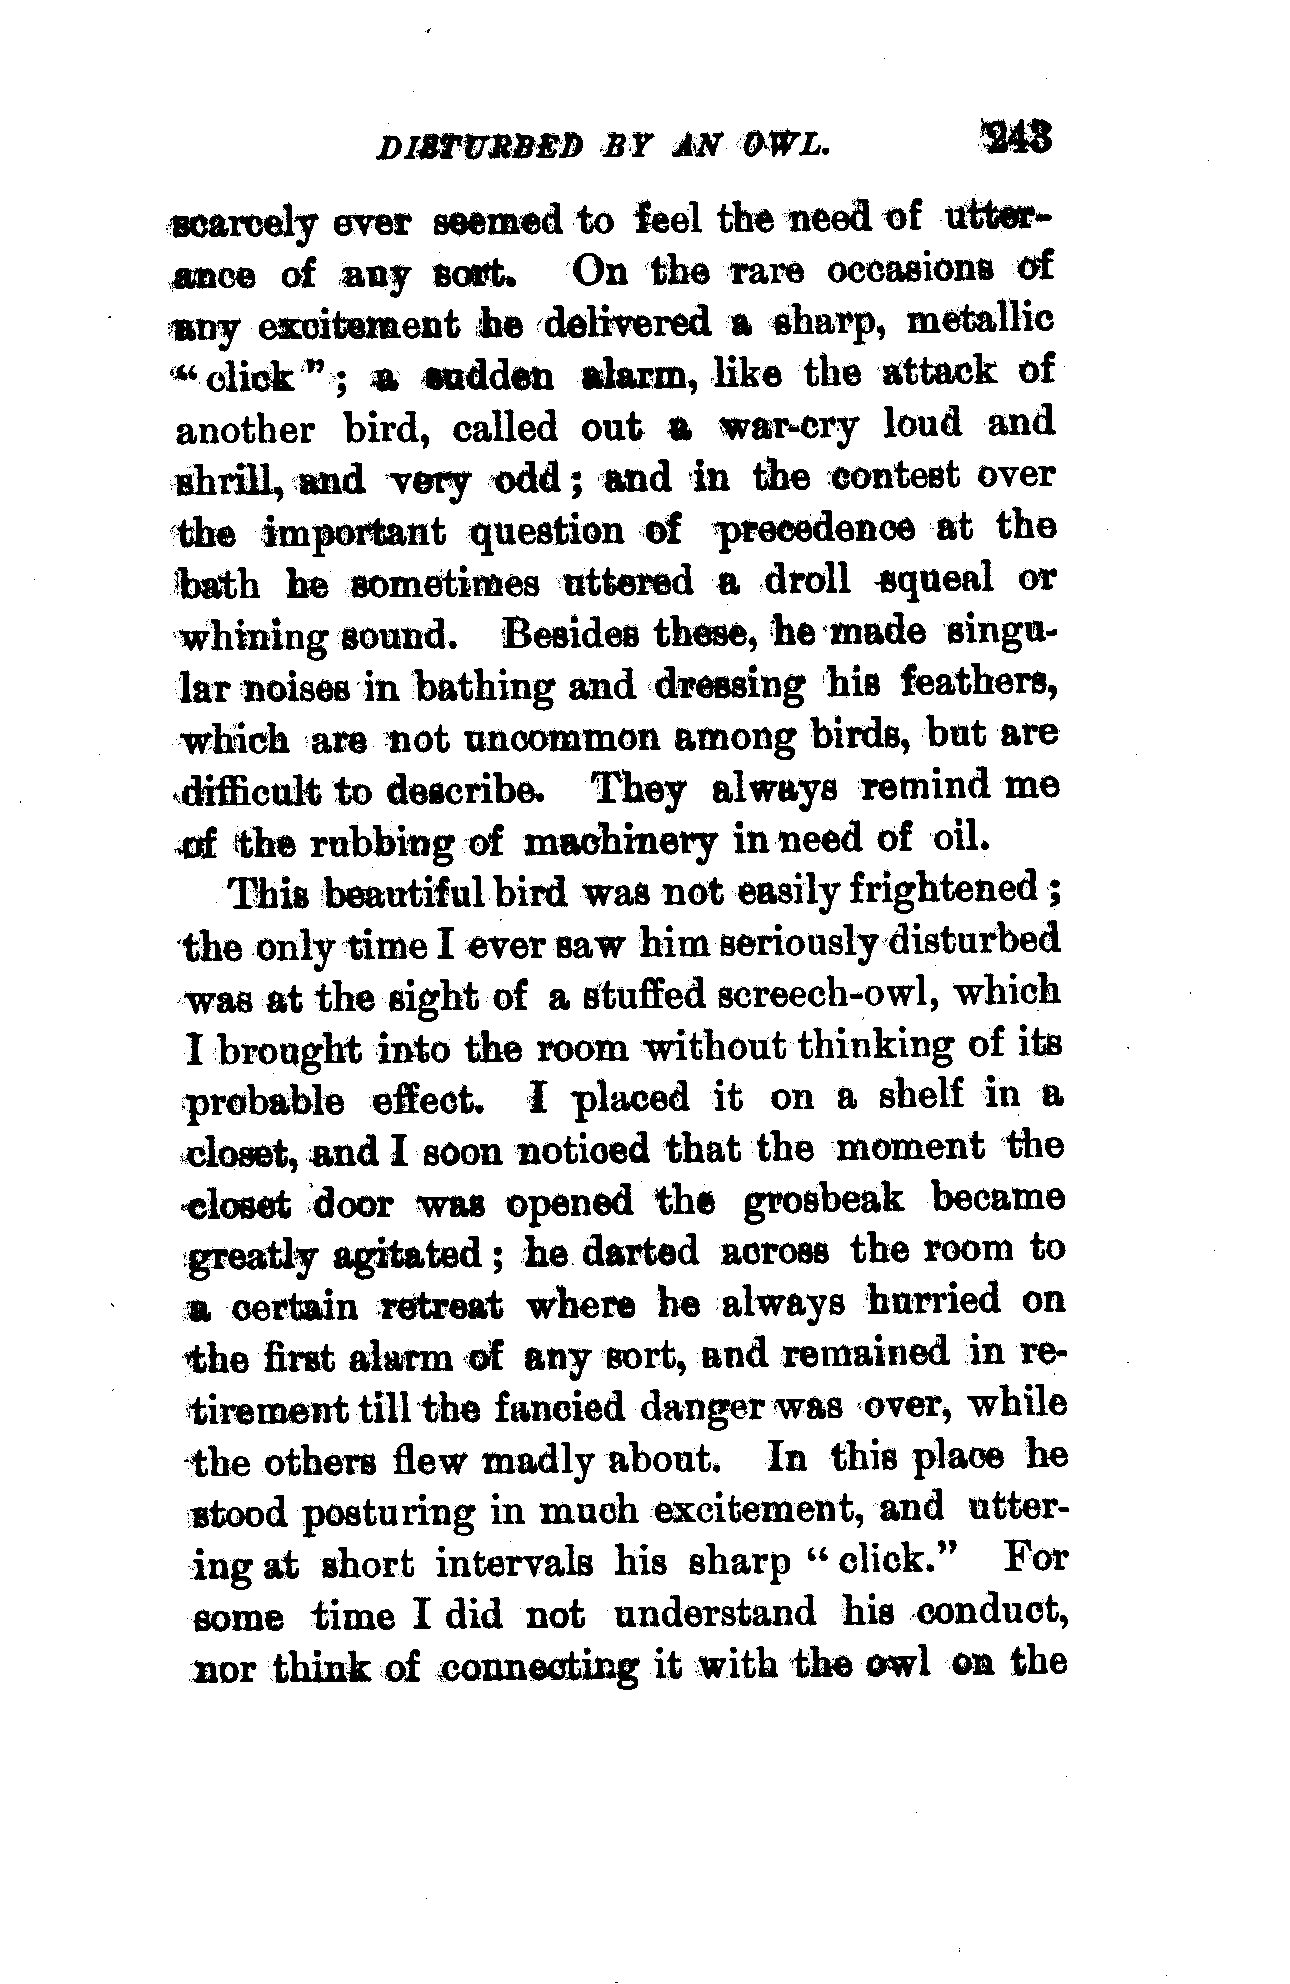 DISTURBED BY AN OWL. 243
scarcely ever seemed to feel the need of utter-
ance of any sort. On the rare occasions of
any excitement he delivered a sharp, metallic
“click”; a sudden alarm, like the attack of
another bird, called out a war-cry loud and
shrill, and very odd; and in the contest over
the important question of precedence at the
bath he sometimes uttered a droll squeal or
whining sound. Besides these, he made singu-
lar noises in bathing and dressing his feathers,
which are not uncommon among birds, but are
difficult to describe. They always remind me
of the rubbing of machinery in need of oil.
This beautiful bird was not easily frightened;
the only time I ever saw him seriously disturbed
was at the sight of a stuffed screech-owl, which
I brought into the room without thinking of its
probable effect. I placed it on a shelf in a
closet, and I soon noticed that the moment the
closet door was opened the grosbeak became
greatly agitated; he darted across the room to
a certain retreat where he always hurried on
the first alarm of any sort, and remained in re-
tirement till the fancied danger was over, while
the others flew madly about. In this place he
stood posturing in much excitement, and utter-
ing at short intervals his sharp “click.” For
some time I did not understand his conduct,
nor think of connecting it with the owl on the